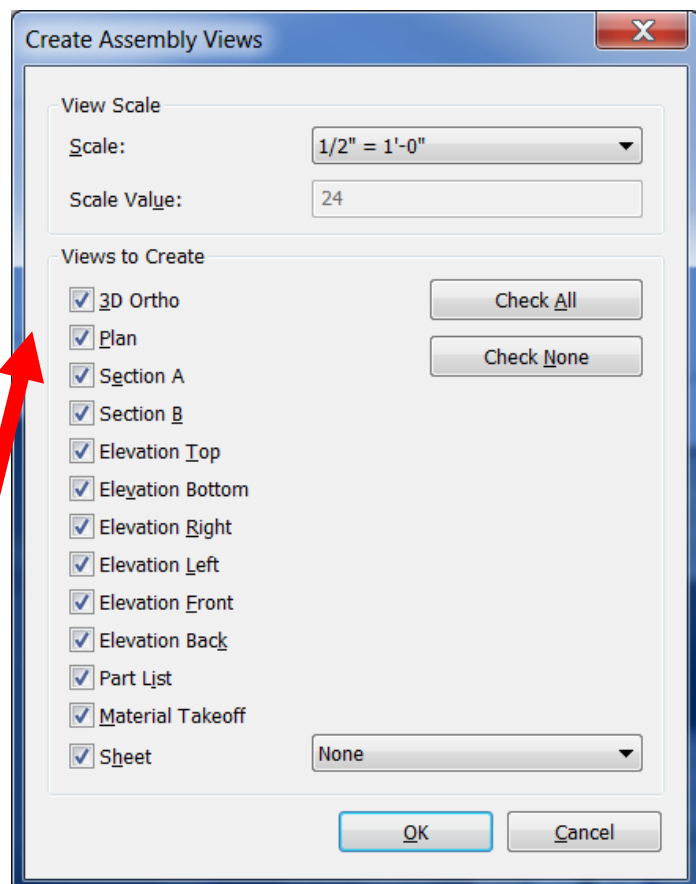 Create Assembly Views
X
View Scale
Scale: 1/2" = 1'-0"
Scale Value: 24
Views to Create
3D Ortho Check All
Plan Check None
Section A
Section B
Elevation Top
Elevation Bottom
Elevation Right
Elevation Left
Elevation Front
Elevation Back
Part List
Material Takeoff
Sheet None
OK Cancel